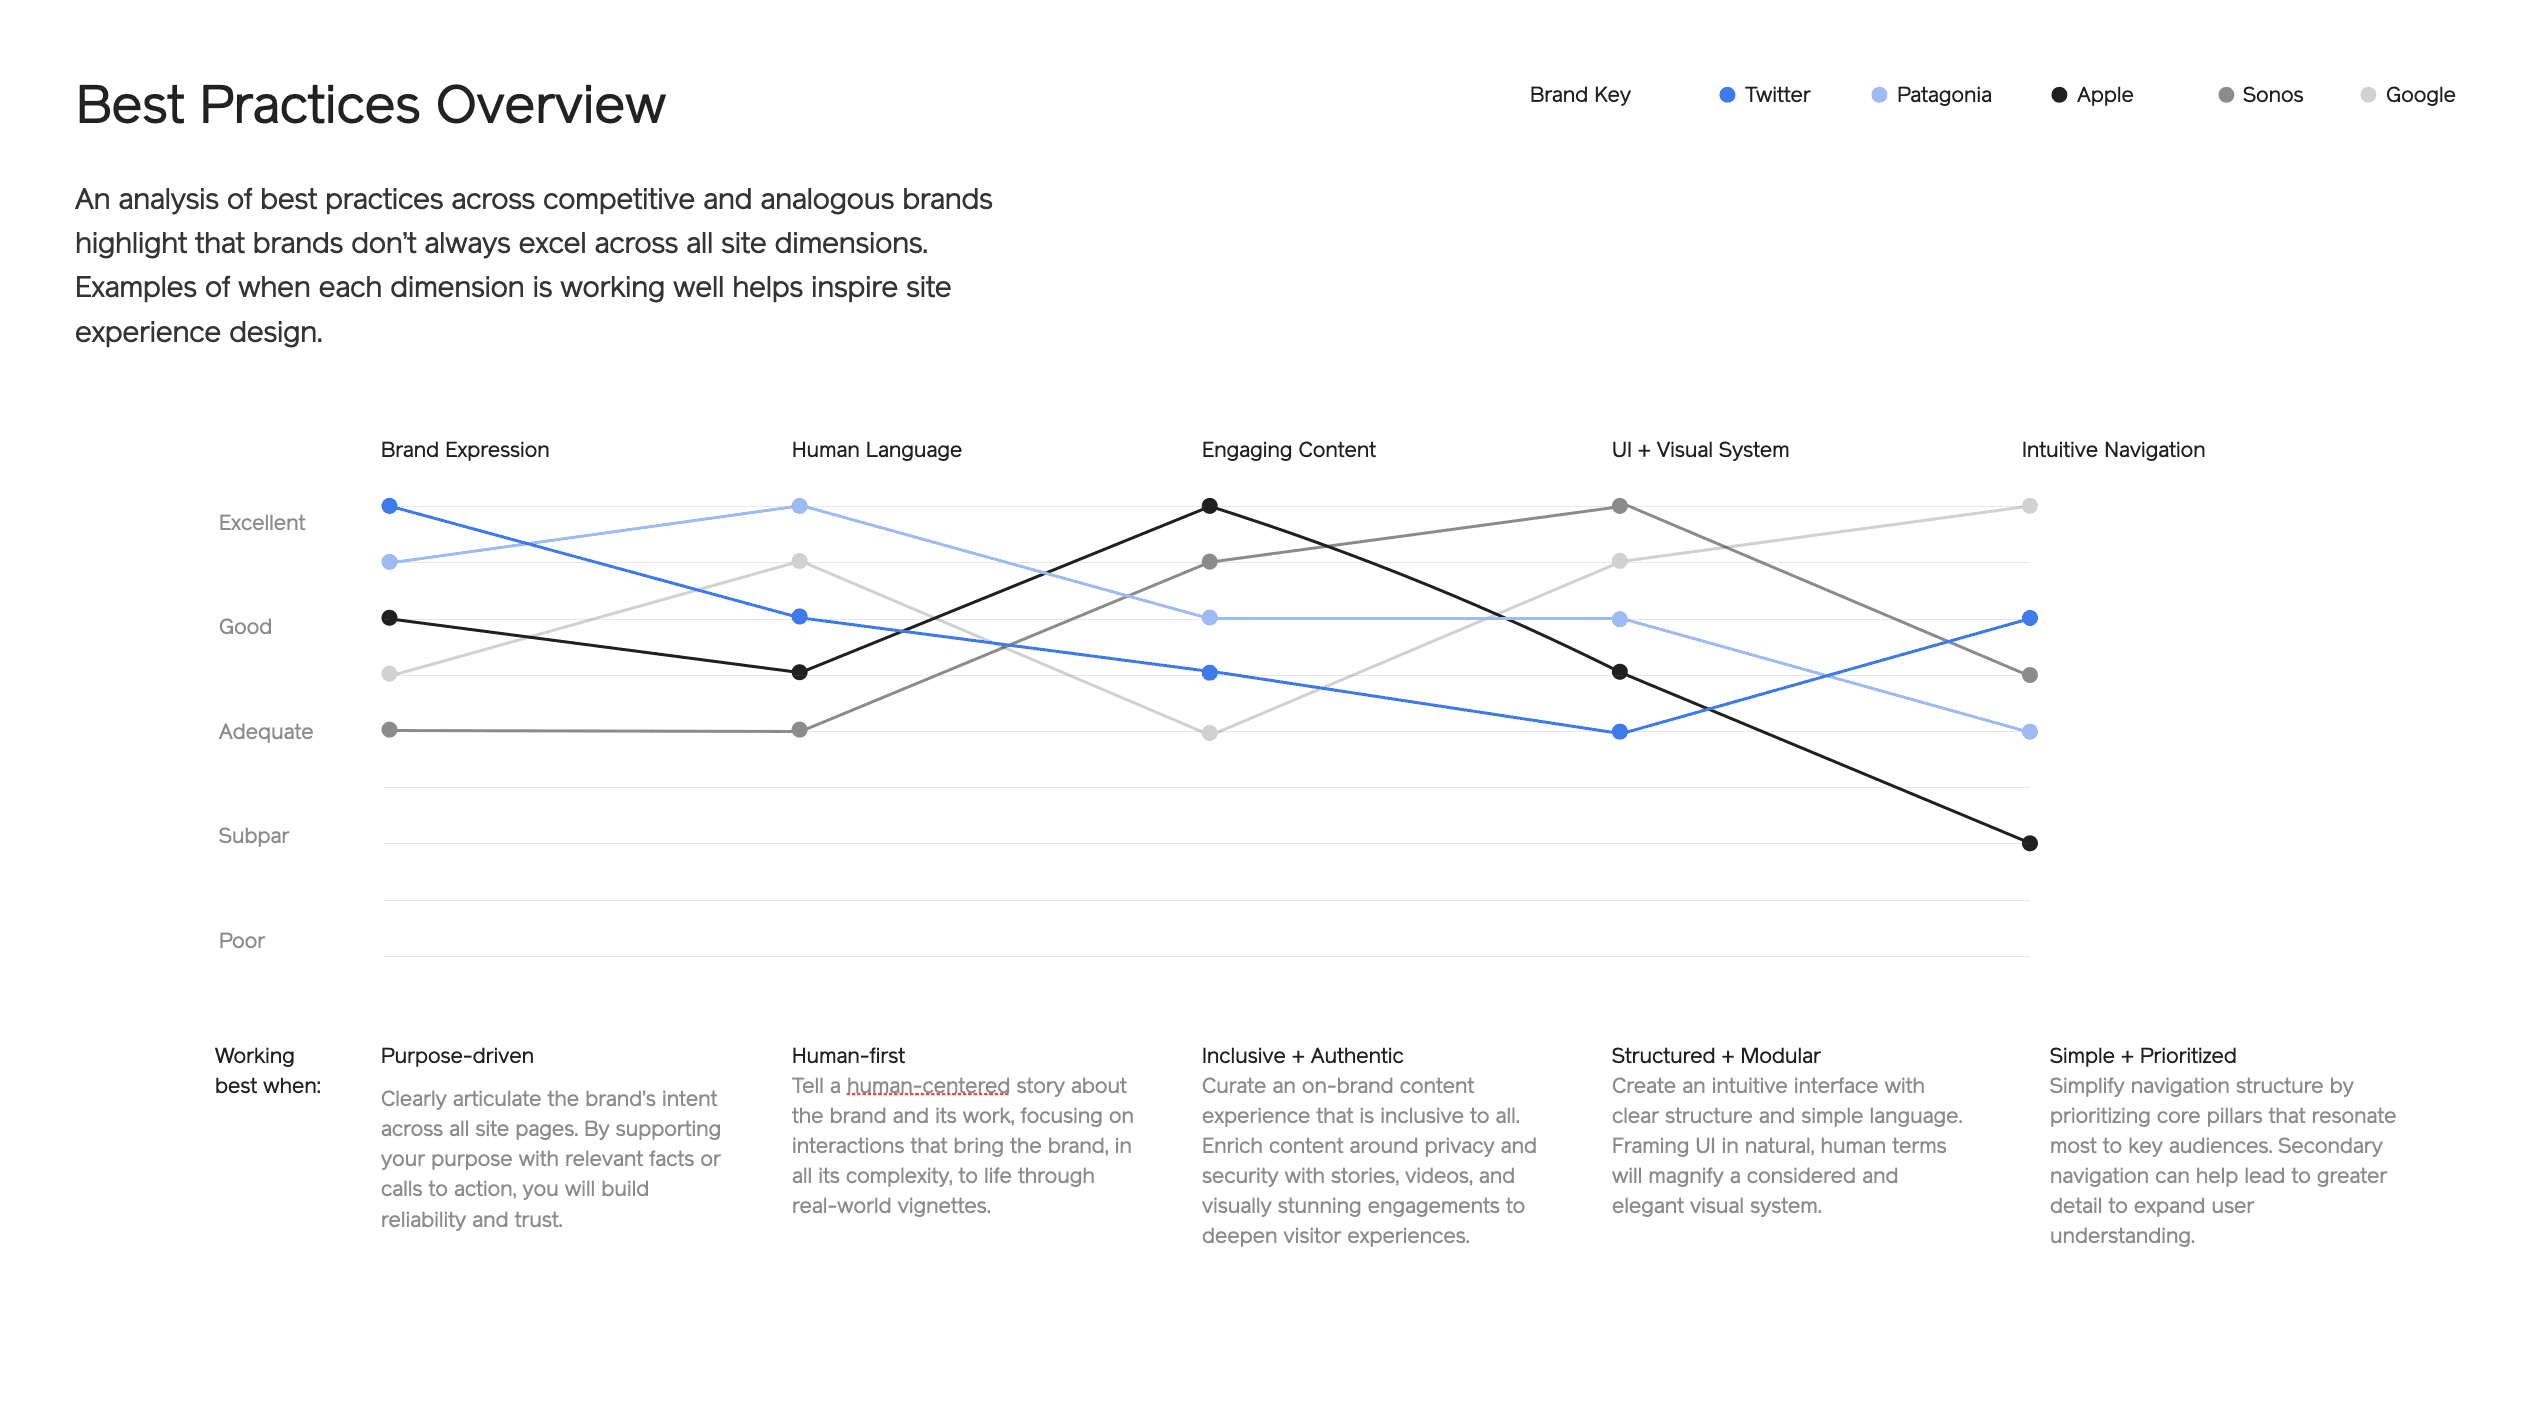 Best Practices Overview
Brand Key Twitter Patagonia Apple Sonos Google
An analysis of best practices across competitive and analogous brands
highlight that brands don’t always excel across all site dimensions.
Examples of when each dimension is working well helps inspire site
experience design.
Brand Expression Human Language Engaging Content UI + Visual System Intuitive Navigation
Excellent
Good
Adequate
Subpar
Poor
Working
best when:
Purpose-driven
Clearly articulate the brand’s intent
across all site pages. By supporting
your purpose with relevant facts or
calls to action, you will build
reliability and trust.
Human-first
Tell a human-centered story about
the brand and its work, focusing on
interactions that bring the brand, in
all its complexity, to life through
real-world vignettes.
Inclusive + Authentic
Curate an on-brand content
experience that is inclusive to all.
Enrich content around privacy and
security with stories, videos, and
visually stunning engagements to
deepen visitor experiences.
Structured + Modular
Create an intuitive interface with
clear structure and simple language.
Framing UI in natural, human terms
will magnify a considered and
elegant visual system.
Simple + Prioritized
Simplify navigation structure by
prioritizing core pillars that resonate
most to key audiences. Secondary
navigation can help lead to greater
detail to expand user
understanding.